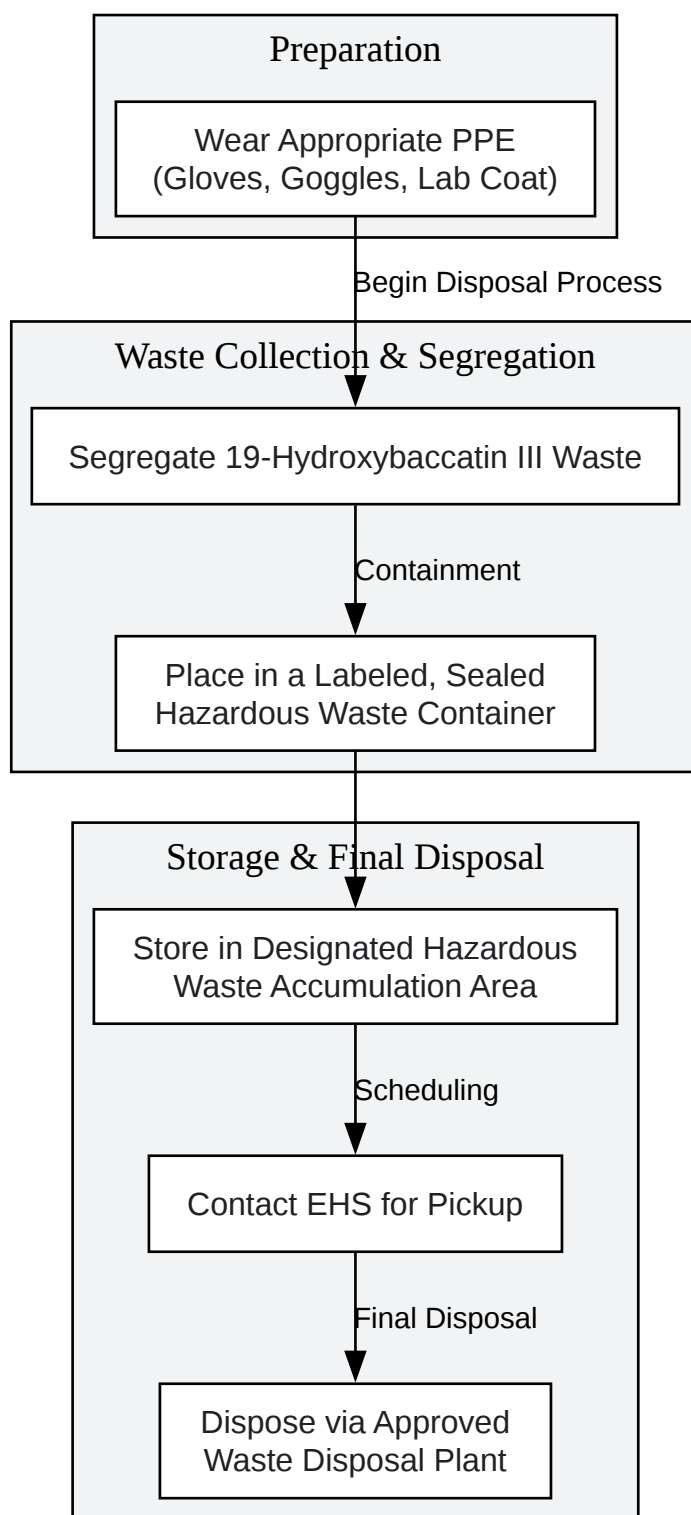 Preparation
Wear Appropriate PPE
(Gloves, Goggles, Lab Coat)
Begin Disposal Process
Waste Collection & Segregation
Segregate 19-Hydroxybaccatin III Waste
Containment
Place in a Labeled, Sealed
Hazardous Waste Container
Storage & Final Disposal
Store in Designated Hazardous
Waste Accumulation Area
Scheduling
Contact EHS for Pickup
Final Disposal
Dispose via Approved
Waste Disposal Plant